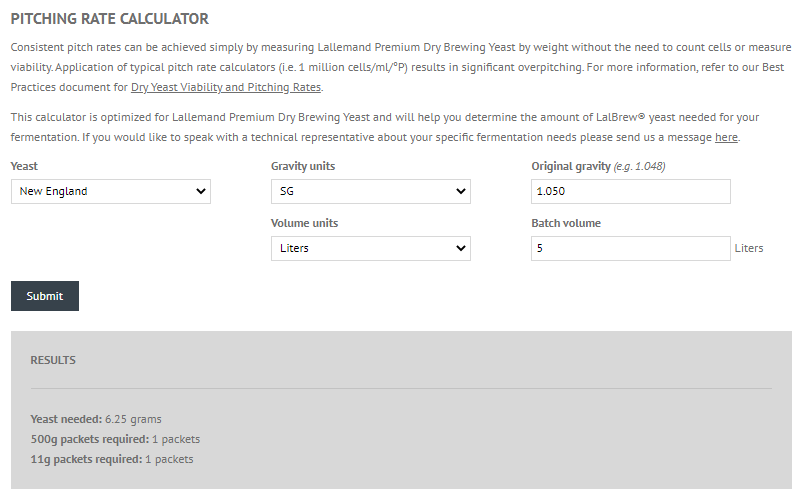 PITCHING RATE CALCULATOR
Consistent pitch rates can be achieved simply by measuring Lallemand Premium Dry Brewing Yeast by weight without the need to count cells or measure
viability. Application of typical pitch rate calculators (i.e. 1 million cells/ml/°P) results in significant overpitching. For more information, refer to our Best
Practices document for Dry Yeast Viability and Pitching Rates.
This calculator is optimized for Lallemand Premium Dry Brewing Yeast and will help you determine the amount of LalBrew® yeast needed for your
fermentation. If you would like to speak with a technical representative about your specific fermentation needs please send us a message here.
Yeast Gravity units Original gravity (e.g. 1.048)
New England SG 1.050
Volume units Batch volume
Liters 5 Liters
Submit
RESULTS
Yeast needed: 6.25 grams
500g packets required: 1 packets
11g packets required: 1 packets